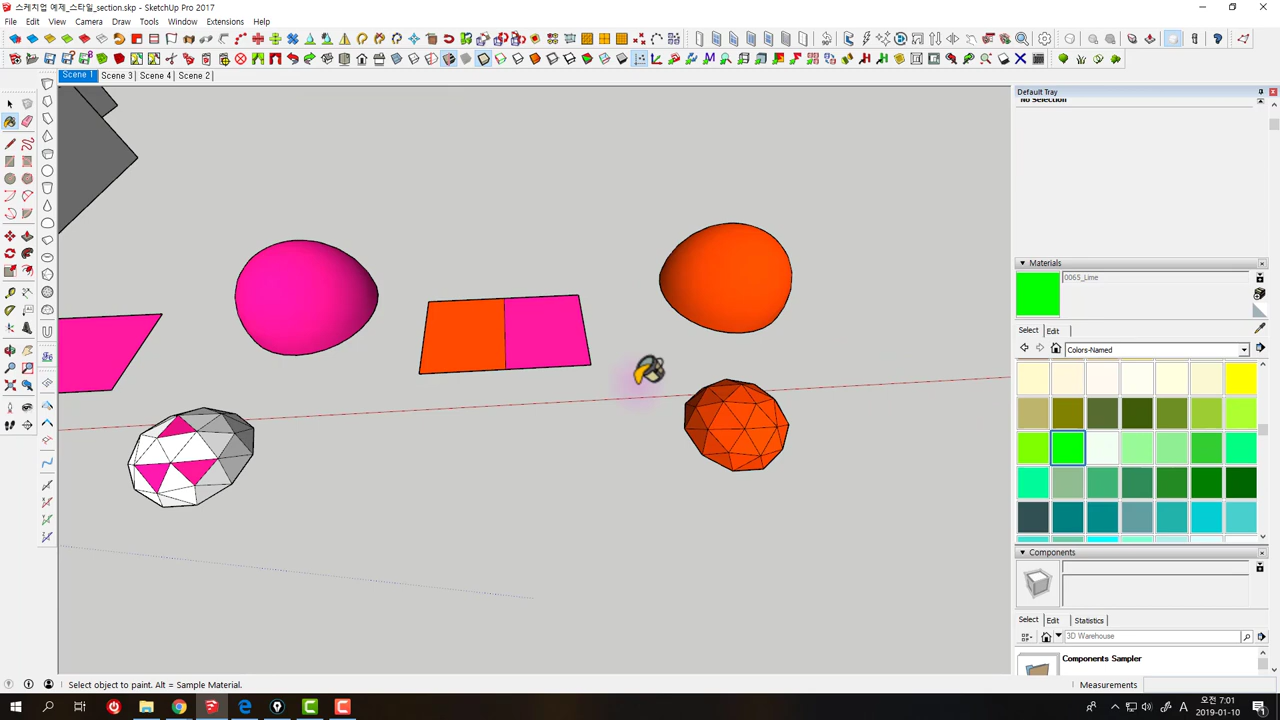 스케치업 예제_스타일_section.skp - SketchUp Pro 2017
File Edit View Camera Draw Tools Window Extensions Help
Scene 1 Scene 3 Scene 4 Scene 2
Default Tray
No Selection
Materials
0065_Lime
Select Edit
Colors-Named
Components
Select Edit Statistics
3D Warehouse
Components Sampler
Select object to paint. Alt = Sample Material.
Measurements
A
오전 7:01
2019-01-10